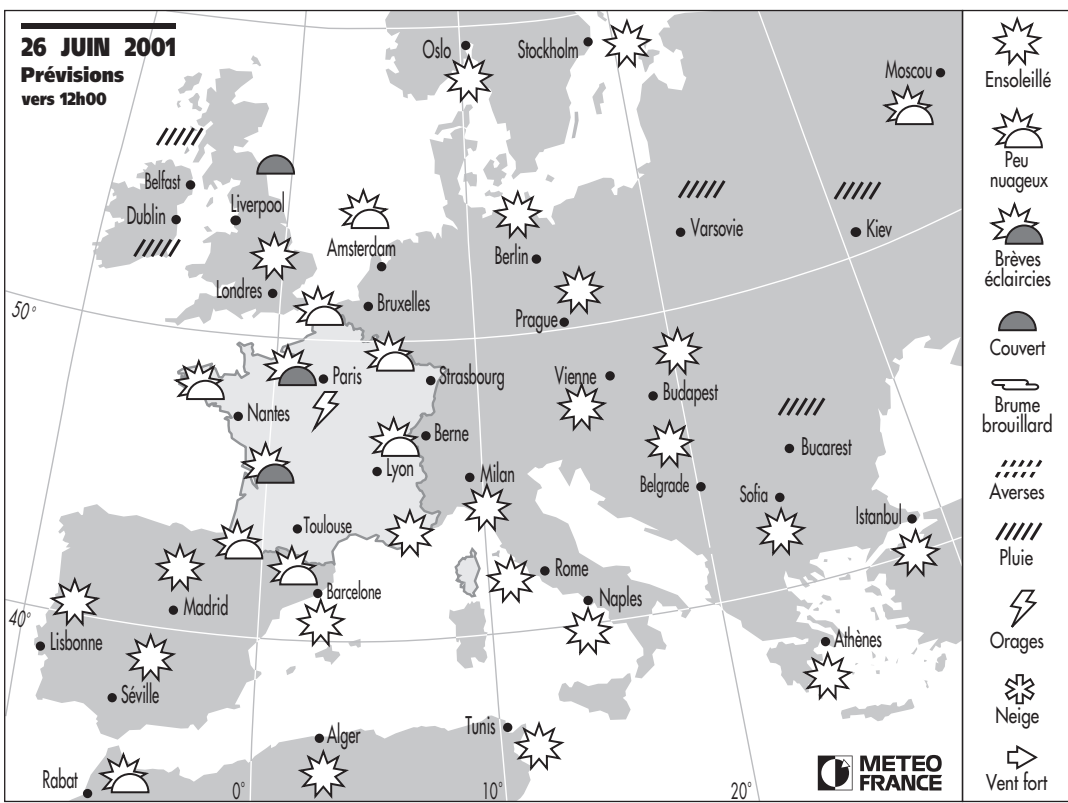 26 JUIN 2001
Prévisions
vers 12h00
Oslo
Stockholm
Moscou
Belfast
Dublin
Liverpool
Amsterdam
Berlin
Varsovie
Kiev
Londres
Bruxelles
Prague
50°
Paris
Strasbourg
Vienne
Budapest
Nantes
Berne
Lyon
Milan
Bucarest
Belgrade
Sofia
Istanbul
Toulouse
Rome
Barcelone
Naples
Madrid
40°
Lisbonne
Athènes
Séville
Tunis
Alger
Rabat
0°
10°
20°
METEO
FRANCE
Ensoleillé
Peu
nuageux
Brèves
éclaircies
Couvert
Brume
brouillard
Averses
Pluie
Orages
Neige
Vent fort